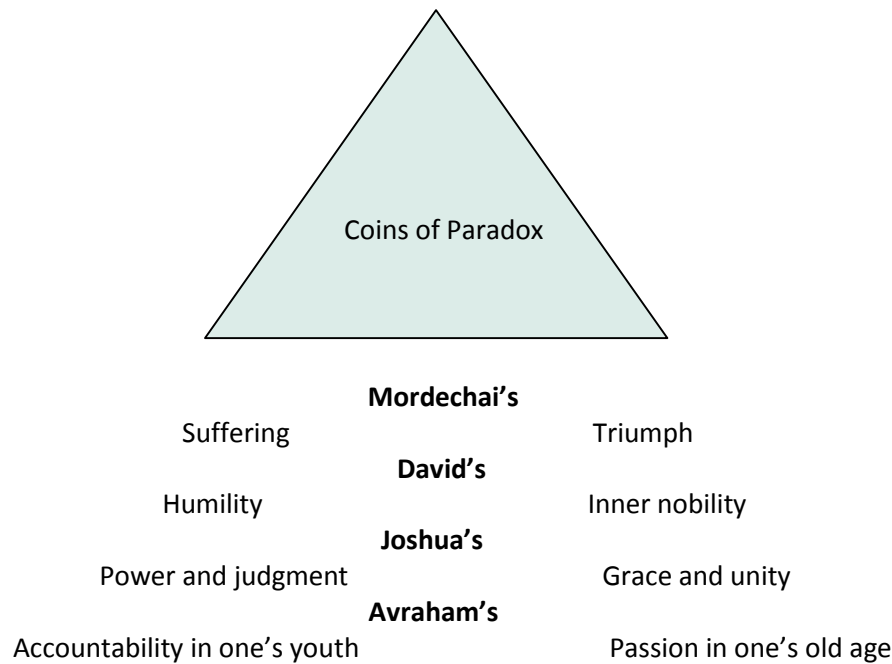 Coins of Paradox
Mordechai’s
Suffering Triumph
David’s
Humility Inner nobility
Joshua’s
Power and judgment Grace and unity
Avraham’s
Accountability in one’s youth Passion in one’s old age